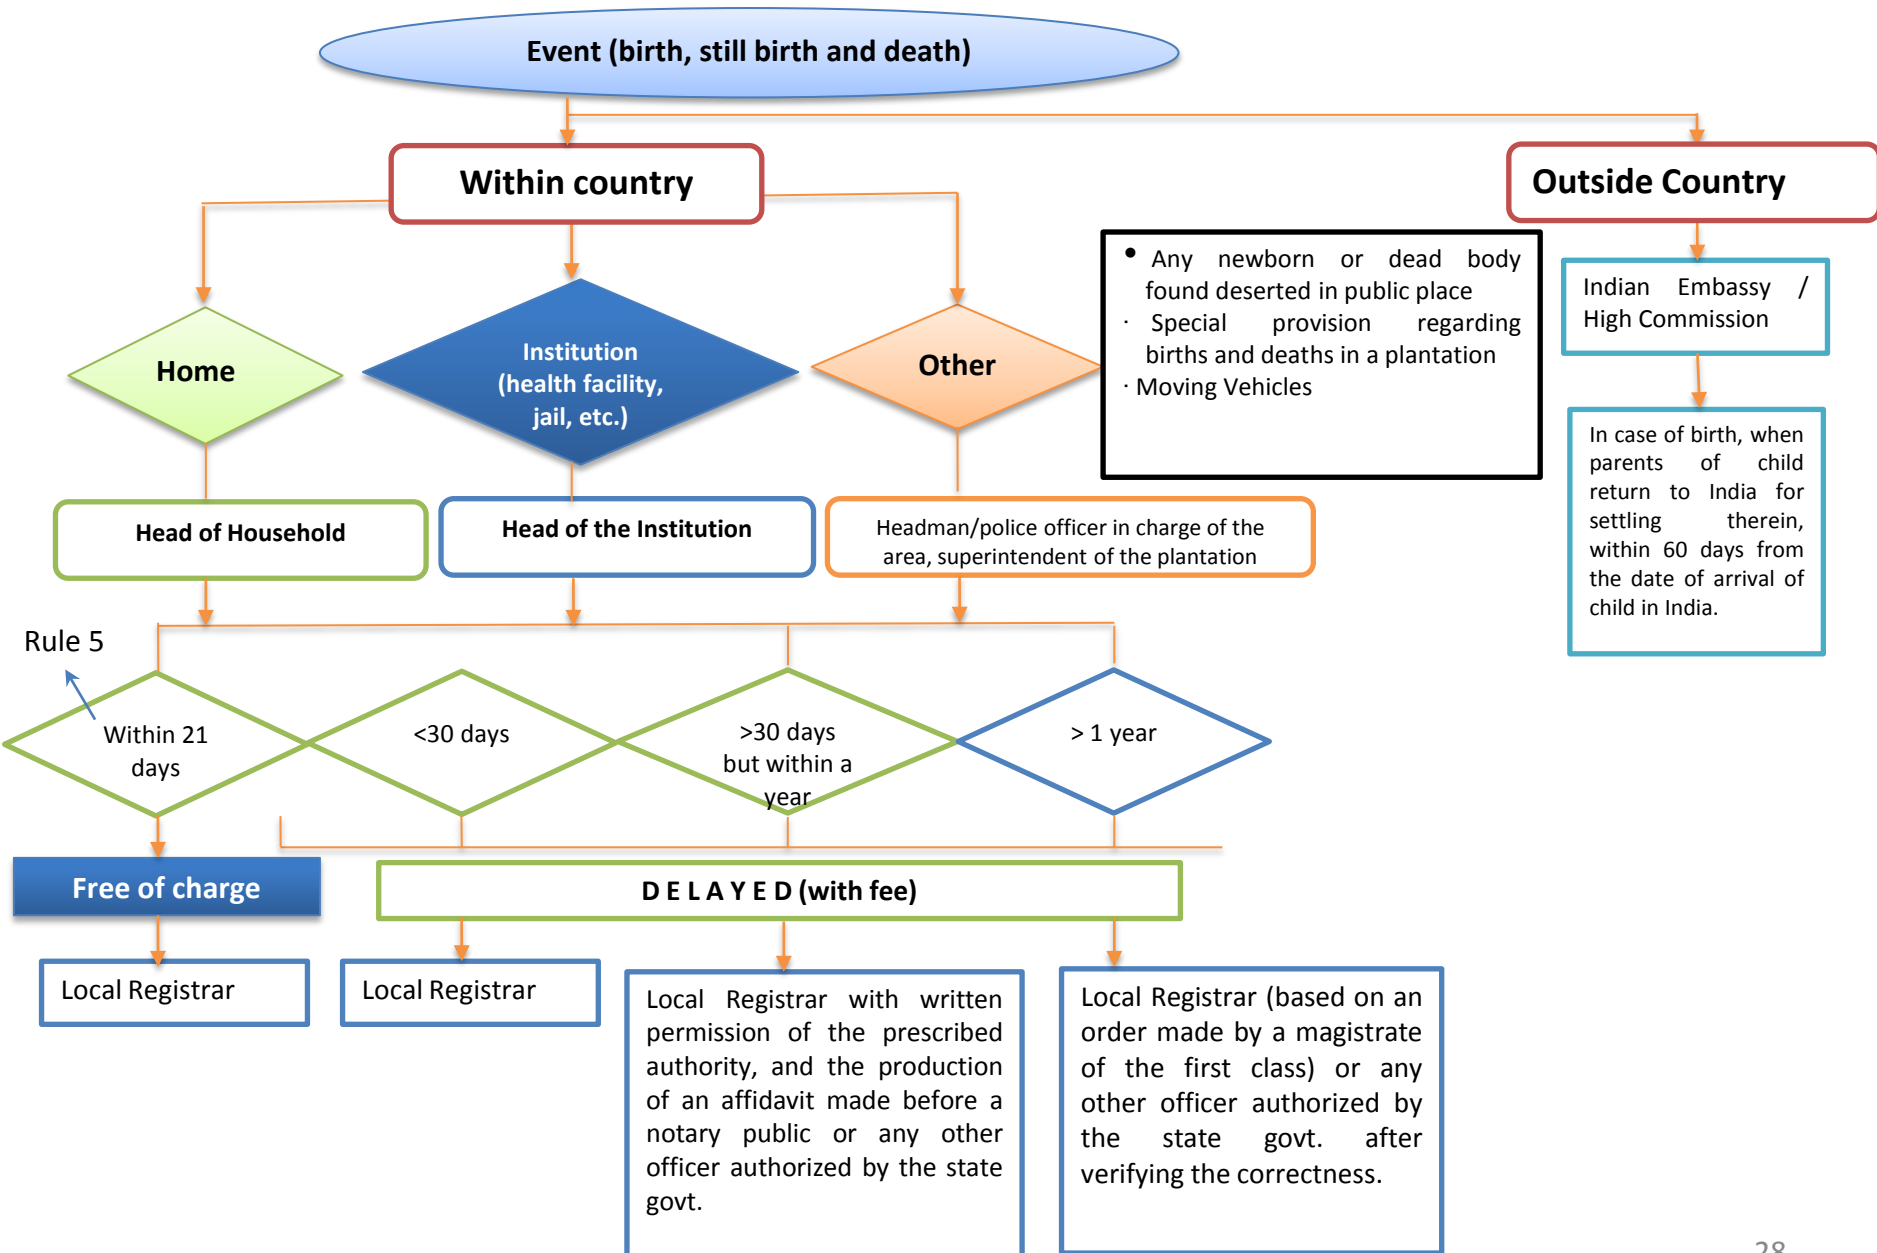 Event (birth, still birth and death)
Within country
Outside Country
• Any newborn or dead body
found deserted in public place
· Special provision regarding
births and deaths in a plantation
· Moving Vehicles
Indian Embassy /
High Commission
Home
Institution
(health facility,
jail, etc.)
Other
In case of birth, when
parents of child
return to India for
settling therein,
within 60 days from
the date of arrival of
child in India.
Head of Household
Head of the Institution
Headman/police officer in charge of the
area, superintendent of the plantation
Rule 5
Within 21
days
<30 days
>30 days
but within a
year
> 1 year
Free of charge
D E L A Y E D (with fee)
Local Registrar
Local Registrar
Local Registrar with written
permission of the prescribed
authority, and the production
of an affidavit made before a
notary public or any other
officer authorized by the state
govt.
Local Registrar (based on an
order made by a magistrate
of the first class) or any
other officer authorized by
the state govt. after
verifying the correctness.
28